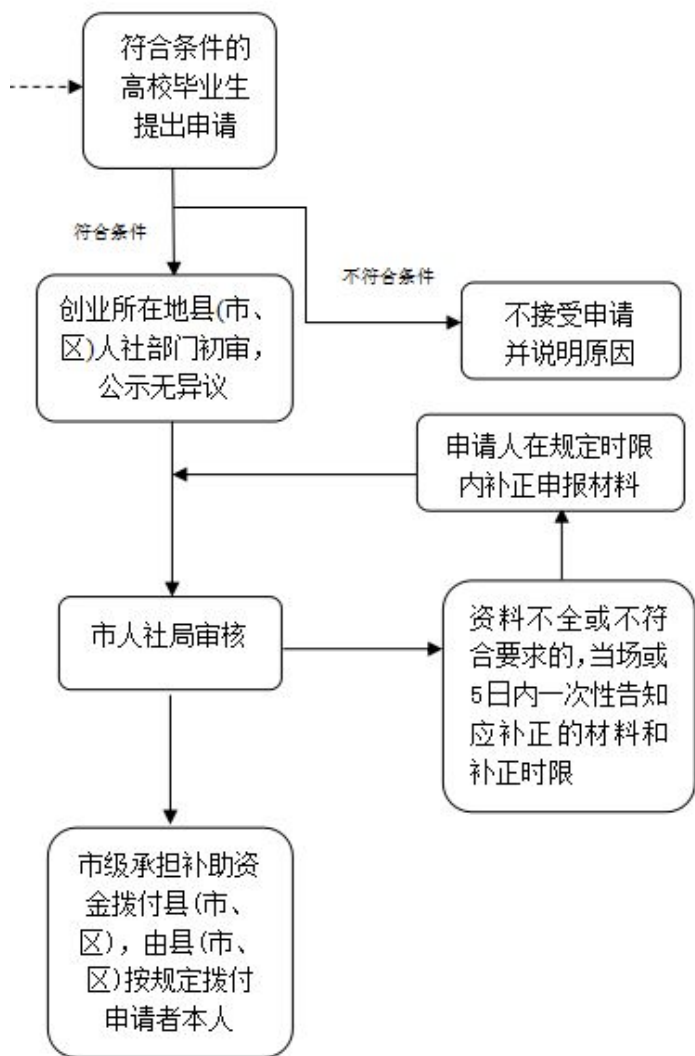 符合条件的
高校毕业生
提出申请
符合条件
不符合条件
创业所在地县(市、
区)人社部门初审，
公示无异议
不接受申请
并说明原因
申请人在规定时限
内补正申报材料
市人社局审核
资料不全或不符
合要求的，当场或
5日内一次性告知
应补正的材料和
补正时限
市级承担补助资
金拨付县(市、
区)，由县(市、
区)按规定拨付
申请者本人